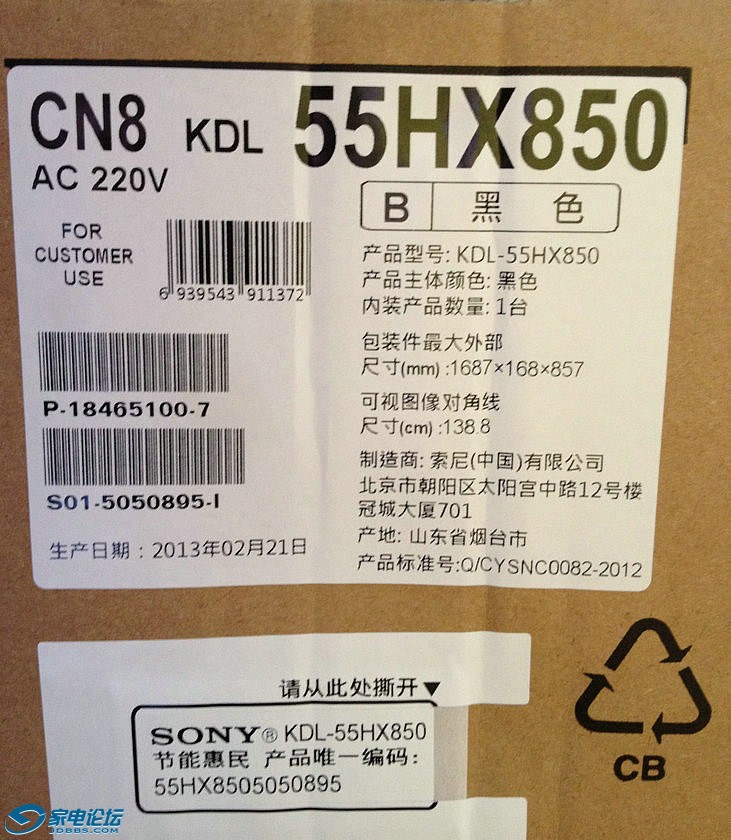 CN8 KDL 55HX850
AC 220V
B 黑 色
FOR
CUSTOMER
USE
6 939543 911372
P-18465100-7
S01-5050895-I
生产日期：2013年02月21日
产品型号: KDL-55HX850
产品主体颜色: 黑色
内装产品数量: 1台
包装件最大外部
尺寸(mm) :1687×168×857
可视图像对角线
尺寸(cm) :138.8
制造商: 索尼(中国)有限公司
北京市朝阳区太阳宫中路12号楼
冠城大厦701
产地: 山东省烟台市
产品标准号:Q/CYSNC0082-2012
请从此处撕开▼
SONY® KDL-55HX850
节能惠民 产品唯一编码:
55HX8505050895
CB
家电论坛
JDBBS.COM